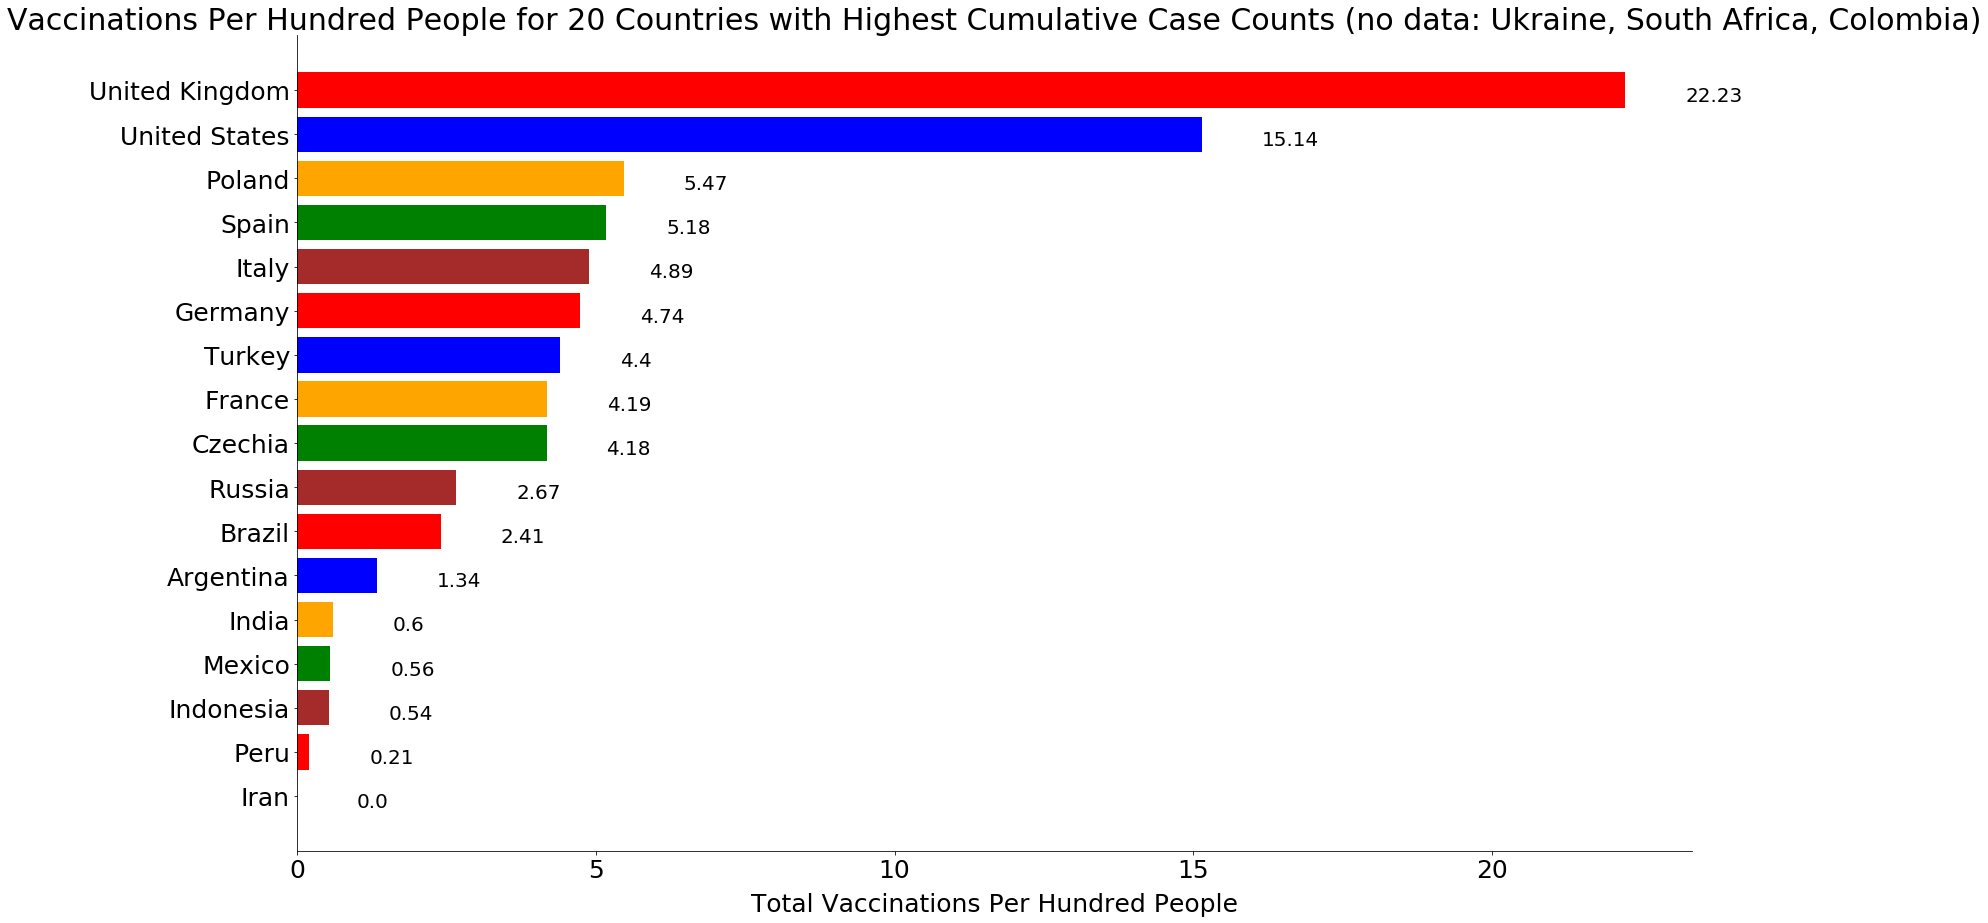 Vaccinations Per Hundred People for 20 Countries with Highest Cumulative Case Counts (no data: Ukraine, South Africa, Colombia)
United Kingdom 22.23
United States 15.14
Poland 5.47
Spain 5.18
Italy 4.89
Germany 4.74
Turkey 4.4
France 4.19
Czechia 4.18
Russia 2.67
Brazil 2.41
Argentina 1.34
India 0.6
Mexico 0.56
Indonesia 0.54
Peru 0.21
Iran 0.0
0 5 10 15 20
Total Vaccinations Per Hundred People